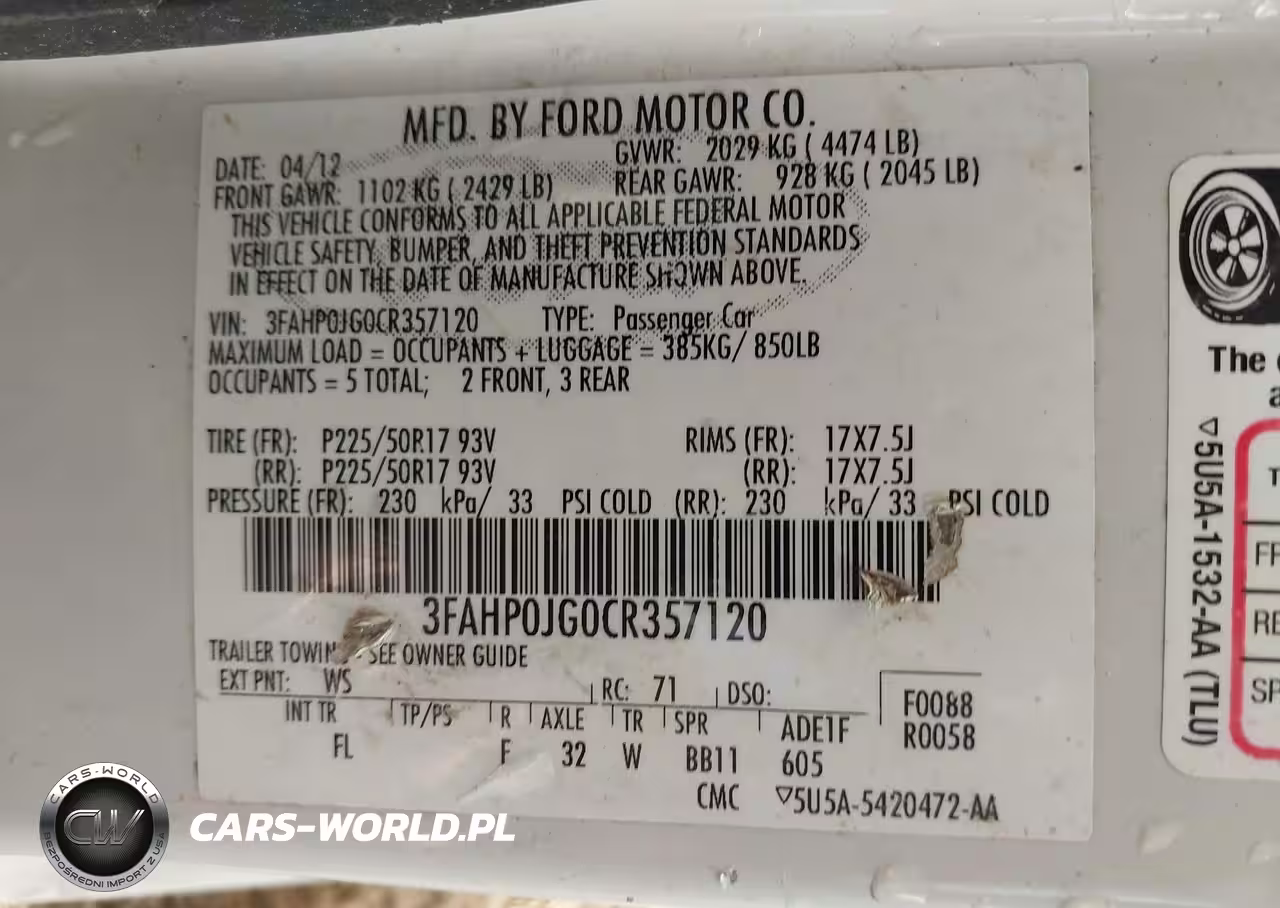 MFD. BY FORD MOTOR CO.
DATE: 04/12 GVWR: 2029 KG ( 4474 LB)
FRONT GAWR: 1102 KG ( 2429 LB) REAR GAWR: 928 KG ( 2045 LB)
THIS VEHICLE CONFORMS TO ALL APPLICABLE FEDERAL MOTOR
VEHICLE SAFETY, BUMPER, AND THEFT PREVENTION STANDARDS
IN EFFECT ON THE DATE OF MANUFACTURE SHOWN ABOVE.
VIN: 3FAHP0JG0CR357120 TYPE: Passenger Car
MAXIMUM LOAD = OCCUPANTS + LUGGAGE = 385KG/ 850LB
OCCUPANTS = 5 TOTAL; 2 FRONT, 3 REAR
TIRE (FR): P225/50R17 93V RIMS (FR): 17X7.5J
(RR): P225/50R17 93V (RR): 17X7.5J
PRESSURE (FR): 230 kPa/ 33 PSI COLD (RR): 230 kPa/ 33 PSI COLD
3FAHP0JG0CR357120
TRAILER TOWING - SEE OWNER GUIDE
EXT PNT: WS RC: 71 DSO:
INT TR TP/PS R AXLE TR SPR ADE1F
FL F 32 W BB11 605
F0088
R0058
CMC ▽5U5A-5420472-AA
The
▽5U5A-1532-AA (TLU)
CARS-WORLD
CW
BEZPOŚREDNI IMPORT Z USA
CARS-WORLD.PL